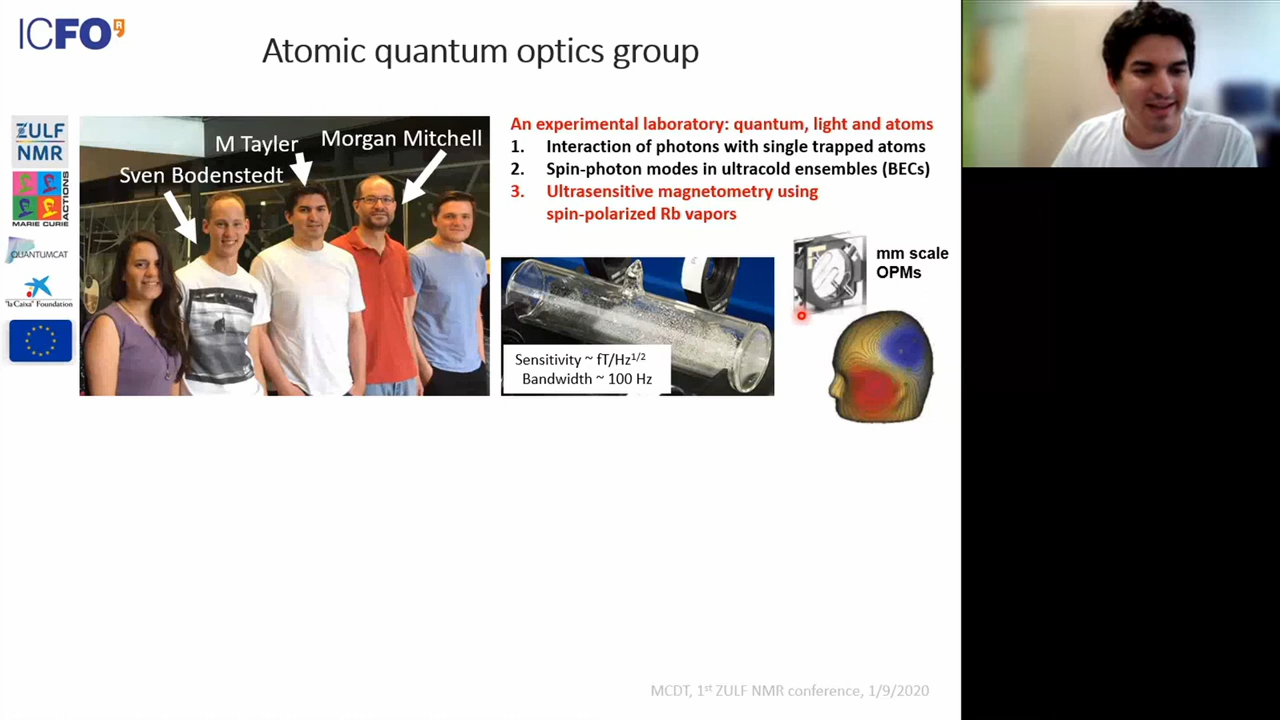 ICFO
Atomic quantum optics group
ZULF
NMR
MARIE CURIE
ACTIONS
QUANTUMCAT
"la Caixa" Foundation
M Tayler
Morgan Mitchell
Sven Bodenstedt
An experimental laboratory: quantum, light and atoms
1. Interaction of photons with single trapped atoms
2. Spin-photon modes in ultracold ensembles (BECs)
3. Ultrasensitive magnetometry using
spin-polarized Rb vapors
mm scale
OPMs
Sensitivity ~ fT/Hz1/2
Bandwidth ~ 100 Hz
MCDT, 1st ZULF NMR conference, 1/9/2020